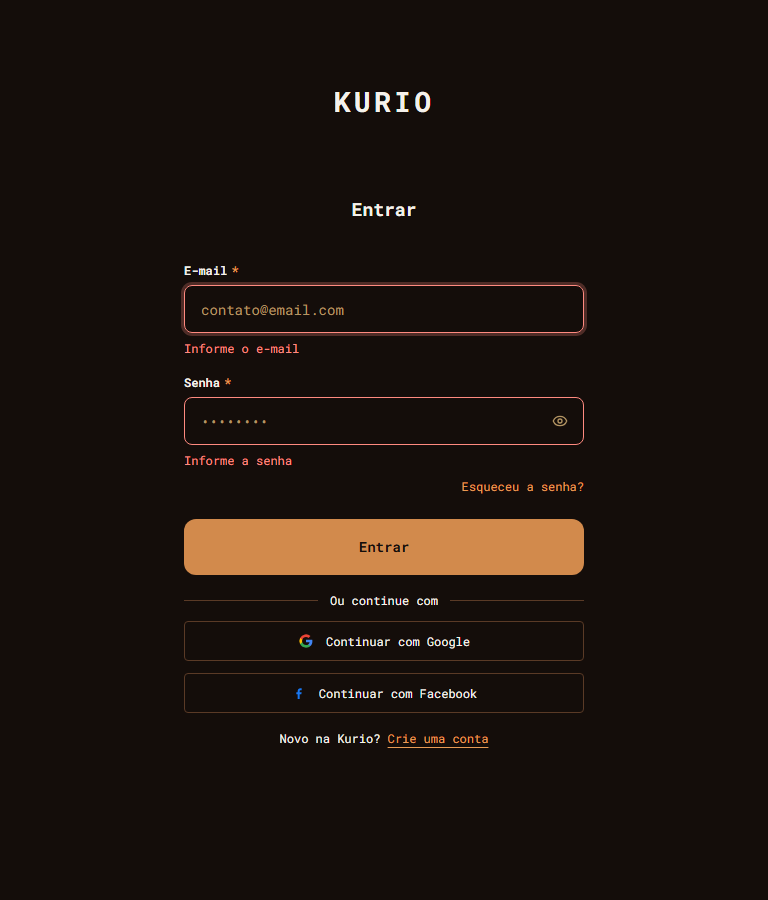 KURIO
Entrar
E-mail *
contato@email.com
Informe o e-mail
Senha *
••••••••
Informe a senha
Esqueceu a senha?
Entrar
Ou continue com
Continuar com Google
Continuar com Facebook
Novo na Kurio? Crie uma conta